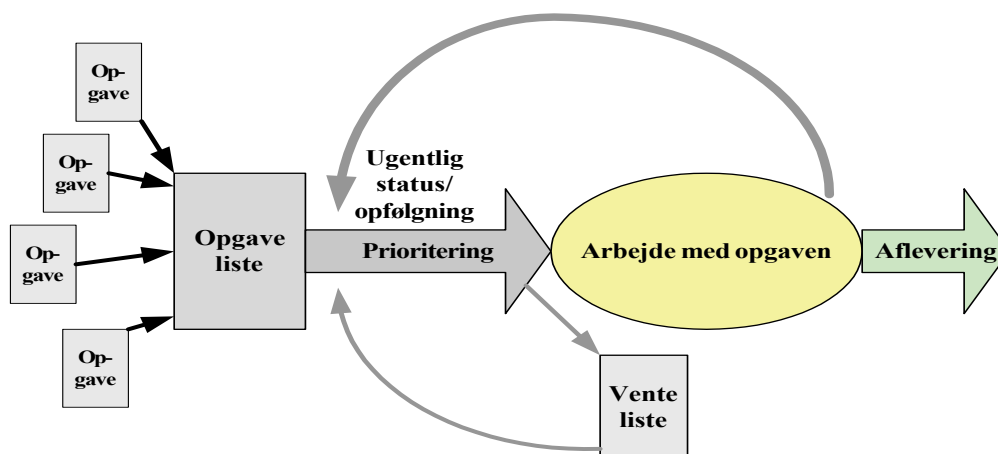 Op-
gave
Op-
gave
Op-
gave
Op-
gave
Opgave
liste
Ugentlig
status/
opfölgning
Prioritering
Arbejde med opgaven
Aflevering
Vente
liste